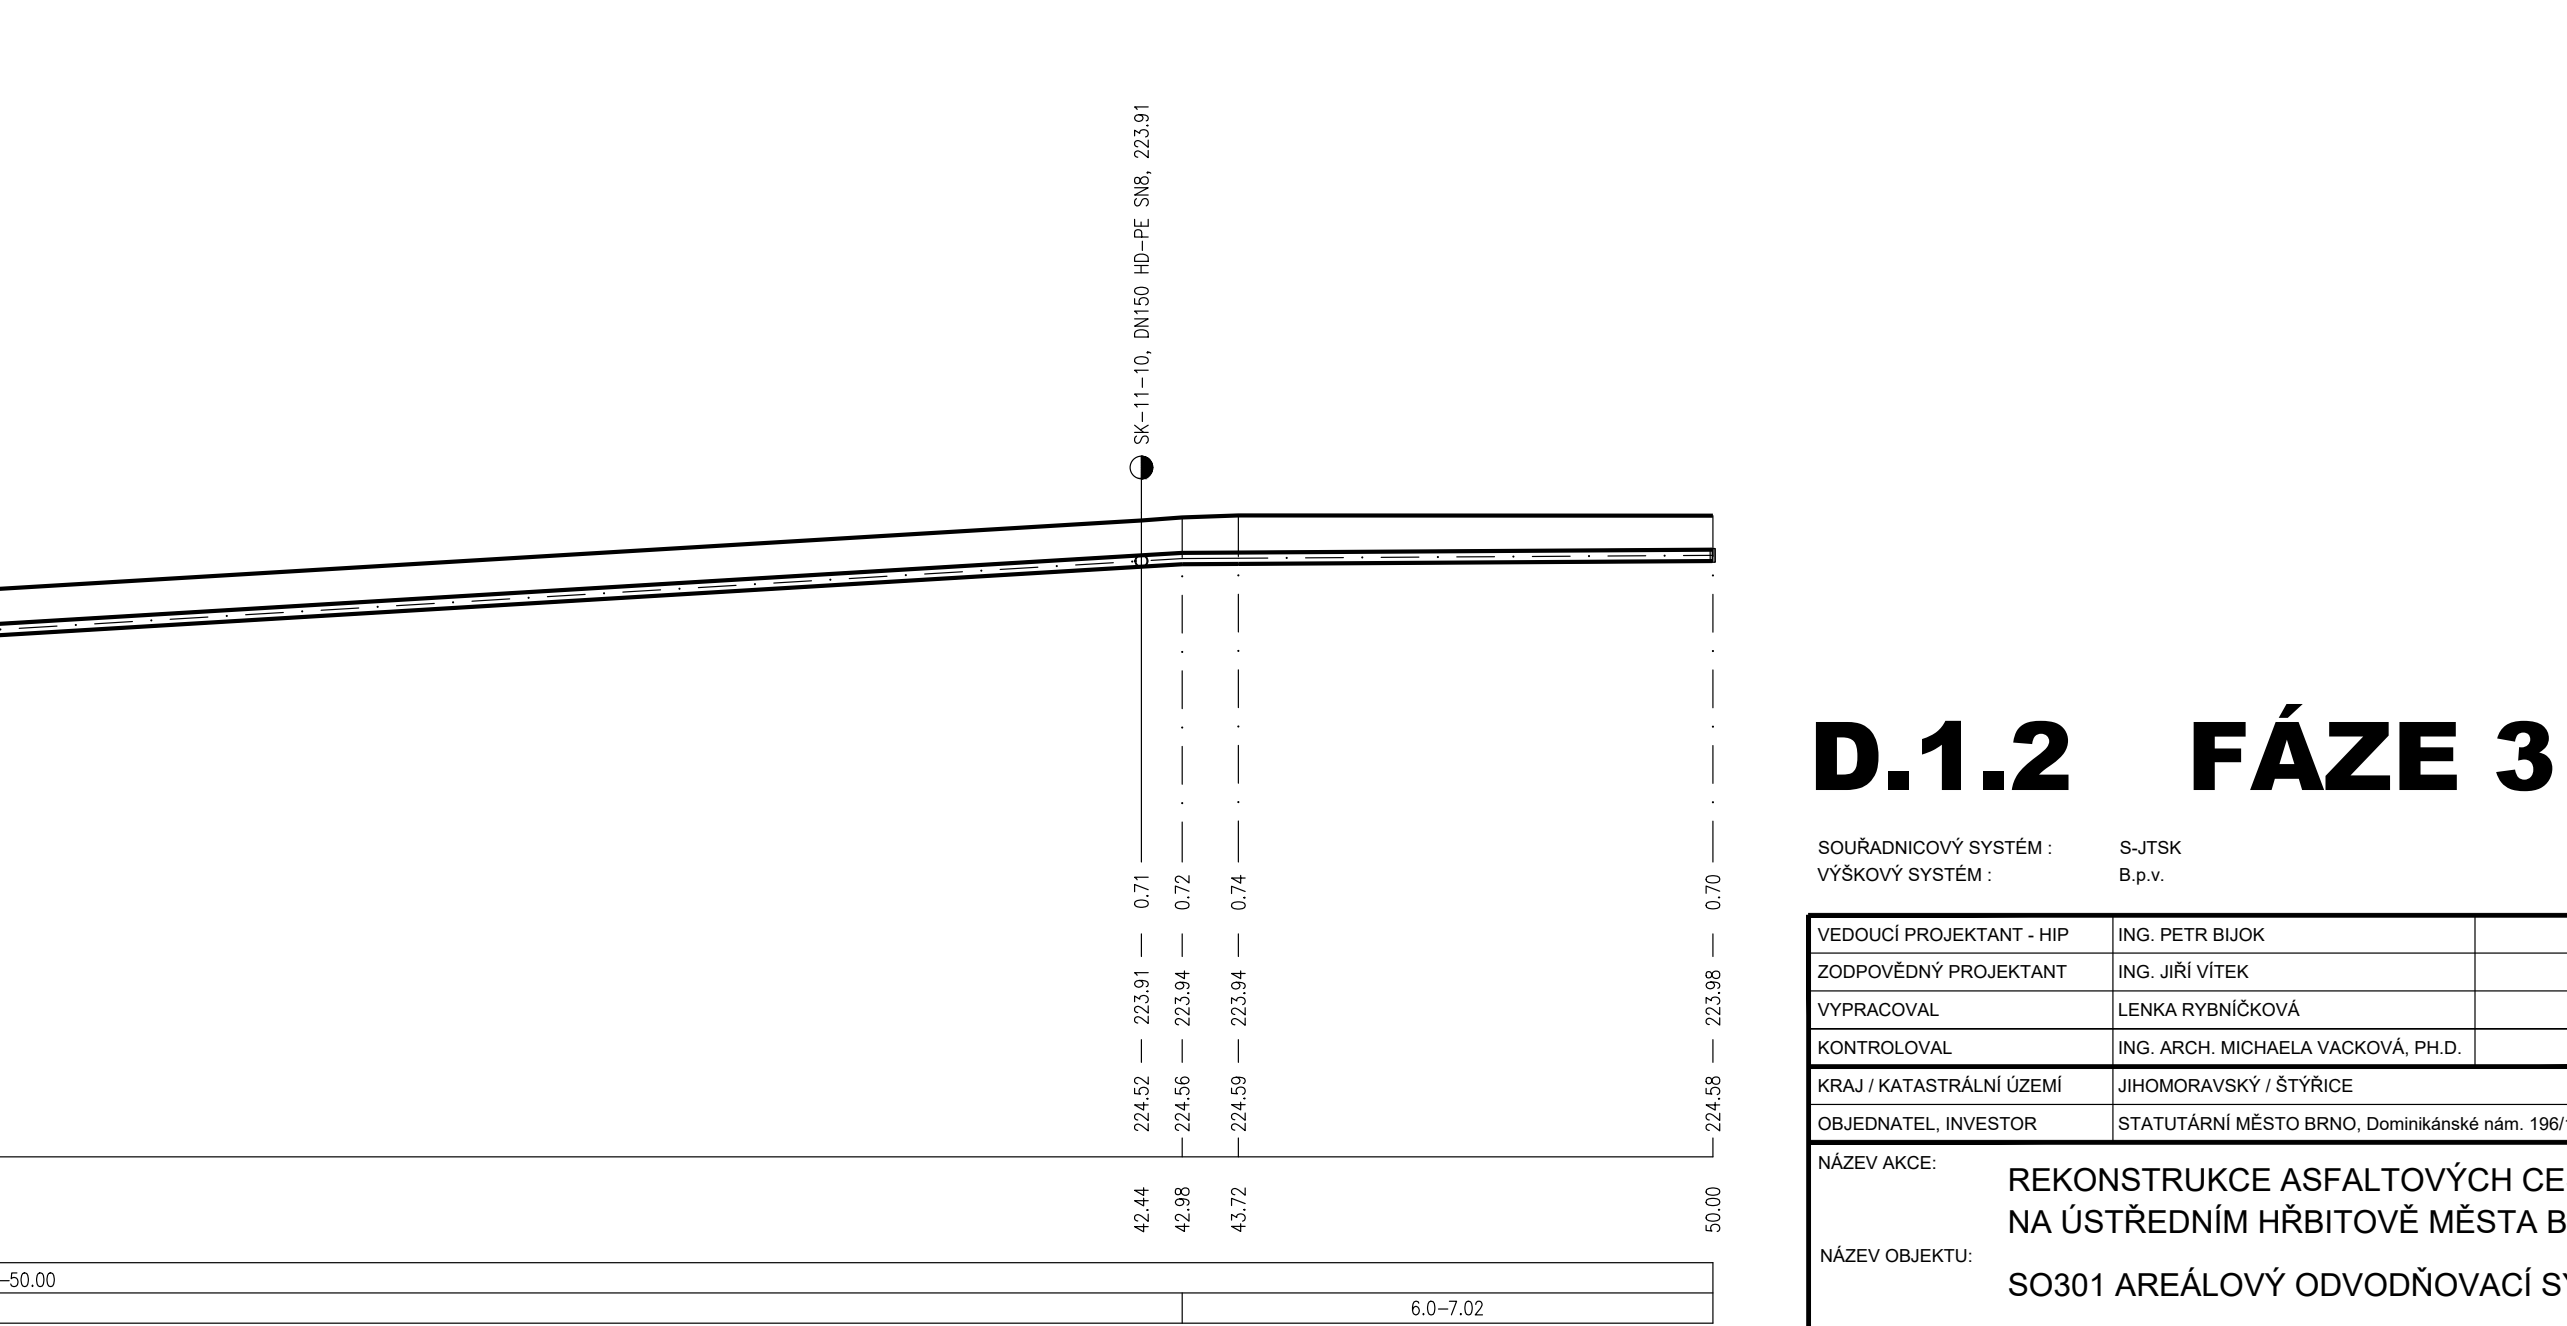 SK-11-10, DN150 HD-PE SN8, 223.91
0.71
0.72
0.74
0.70
223.91
223.94
223.94
223.98
224.52
224.56
224.59
224.58
42.44
42.98
43.72
50.00
-50.00
6.0-7.02
D.1.2 FÁZE 3
SOUŘADNICOVÝ SYSTÉM : S-JTSK
VÝŠKOVÝ SYSTÉM : B.p.v.
VEDOUCÍ PROJEKTANT - HIP ING. PETR BIJOK
ZODPOVĚDNÝ PROJEKTANT ING. JIŘÍ VÍTEK
VYPRACOVAL LENKA RYBNÍČKOVÁ
KONTROLOVAL ING. ARCH. MICHAELA VACKOVÁ, PH.D.
KRAJ / KATASTRÁLNÍ ÚZEMÍ JIHOMORAVSKÝ / ŠTÝŘICE
OBJEDNATEL, INVESTOR STATUTÁRNÍ MĚSTO BRNO, Dominikánské nám. 196/
NÁZEV AKCE:
REKONSTRUKCE ASFALTOVÝCH CE
NA ÚSTŘEDNÍM HŘBITOVĚ MĚSTA B
NÁZEV OBJEKTU:
SO301 AREÁLOVÝ ODVODŇOVACÍ S